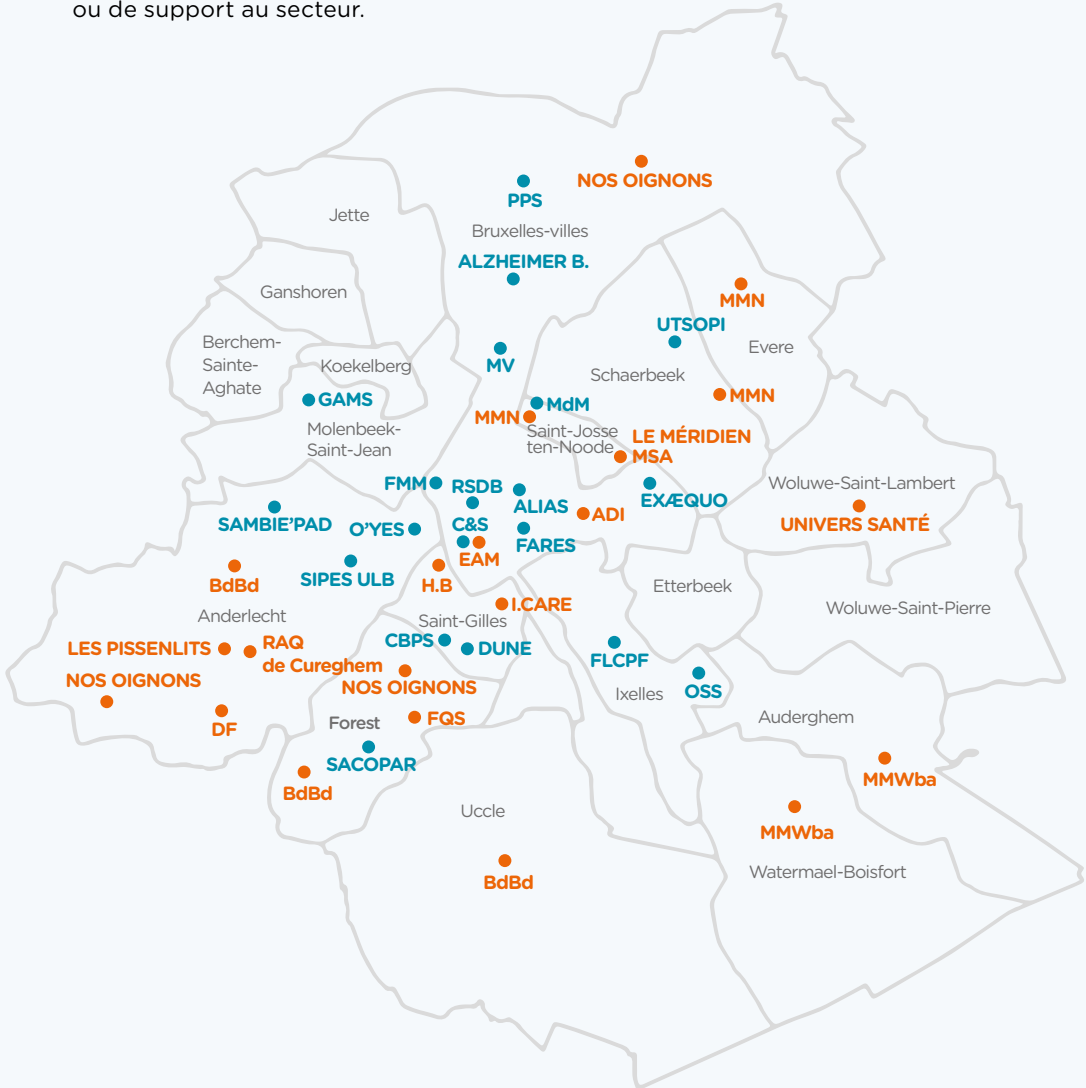 ou de support au secteur.
NOS OIGNONS
PPS
Jette
Bruxelles-villes
ALZHEIMER B.
Ganshoren
MMN
UTSOPI
Evere
Berchem-
Sainte-
Aghate
Koekelberg
MV
Schaerbeek
GAMS
MdM
MMN
MMN
Molenbeek-
Saint-Jean
Saint-Josse
ten-Noode
LE MÉRIDIEN
MSA
FMM
RSDB
ALIAS
EXÆQUO
Woluwe-Saint-Lambert
UNIVERS SANTÉ
SAMBIE’PAD
O’YES
C&S
ADI
FARES
EAM
SIPES ULB
BdBd
H.B
Etterbeek
Woluwe-Saint-Pierre
Anderlecht
I.CARE
Saint-Gilles
CBPS
DUNE
LES PISSENLITS
RAQ
de Cureghem
FLCPF
NOS OIGNONS
NOS OIGNONS
Ixelles
OSS
DF
Forest
FQS
Auderghem
SACOPAR
MMWba
BdBd
Uccle
MMWba
Watermael-Boisfort
BdBd